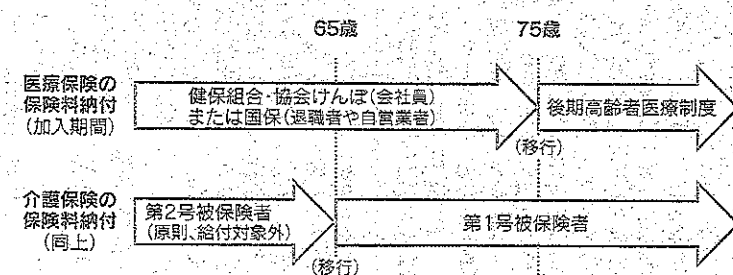 65歳
75歳
医療保険の
保険料納付
(加入期間)
健保組合・協会けんぽ(会社員)
または国保(退職者や自営業者)
後期高齢者医療制度
(移行)
介護保険の
保険料納付
(同上)
第2号被保険者
(原則、給付対象外)
第1号被保険者
(移行)